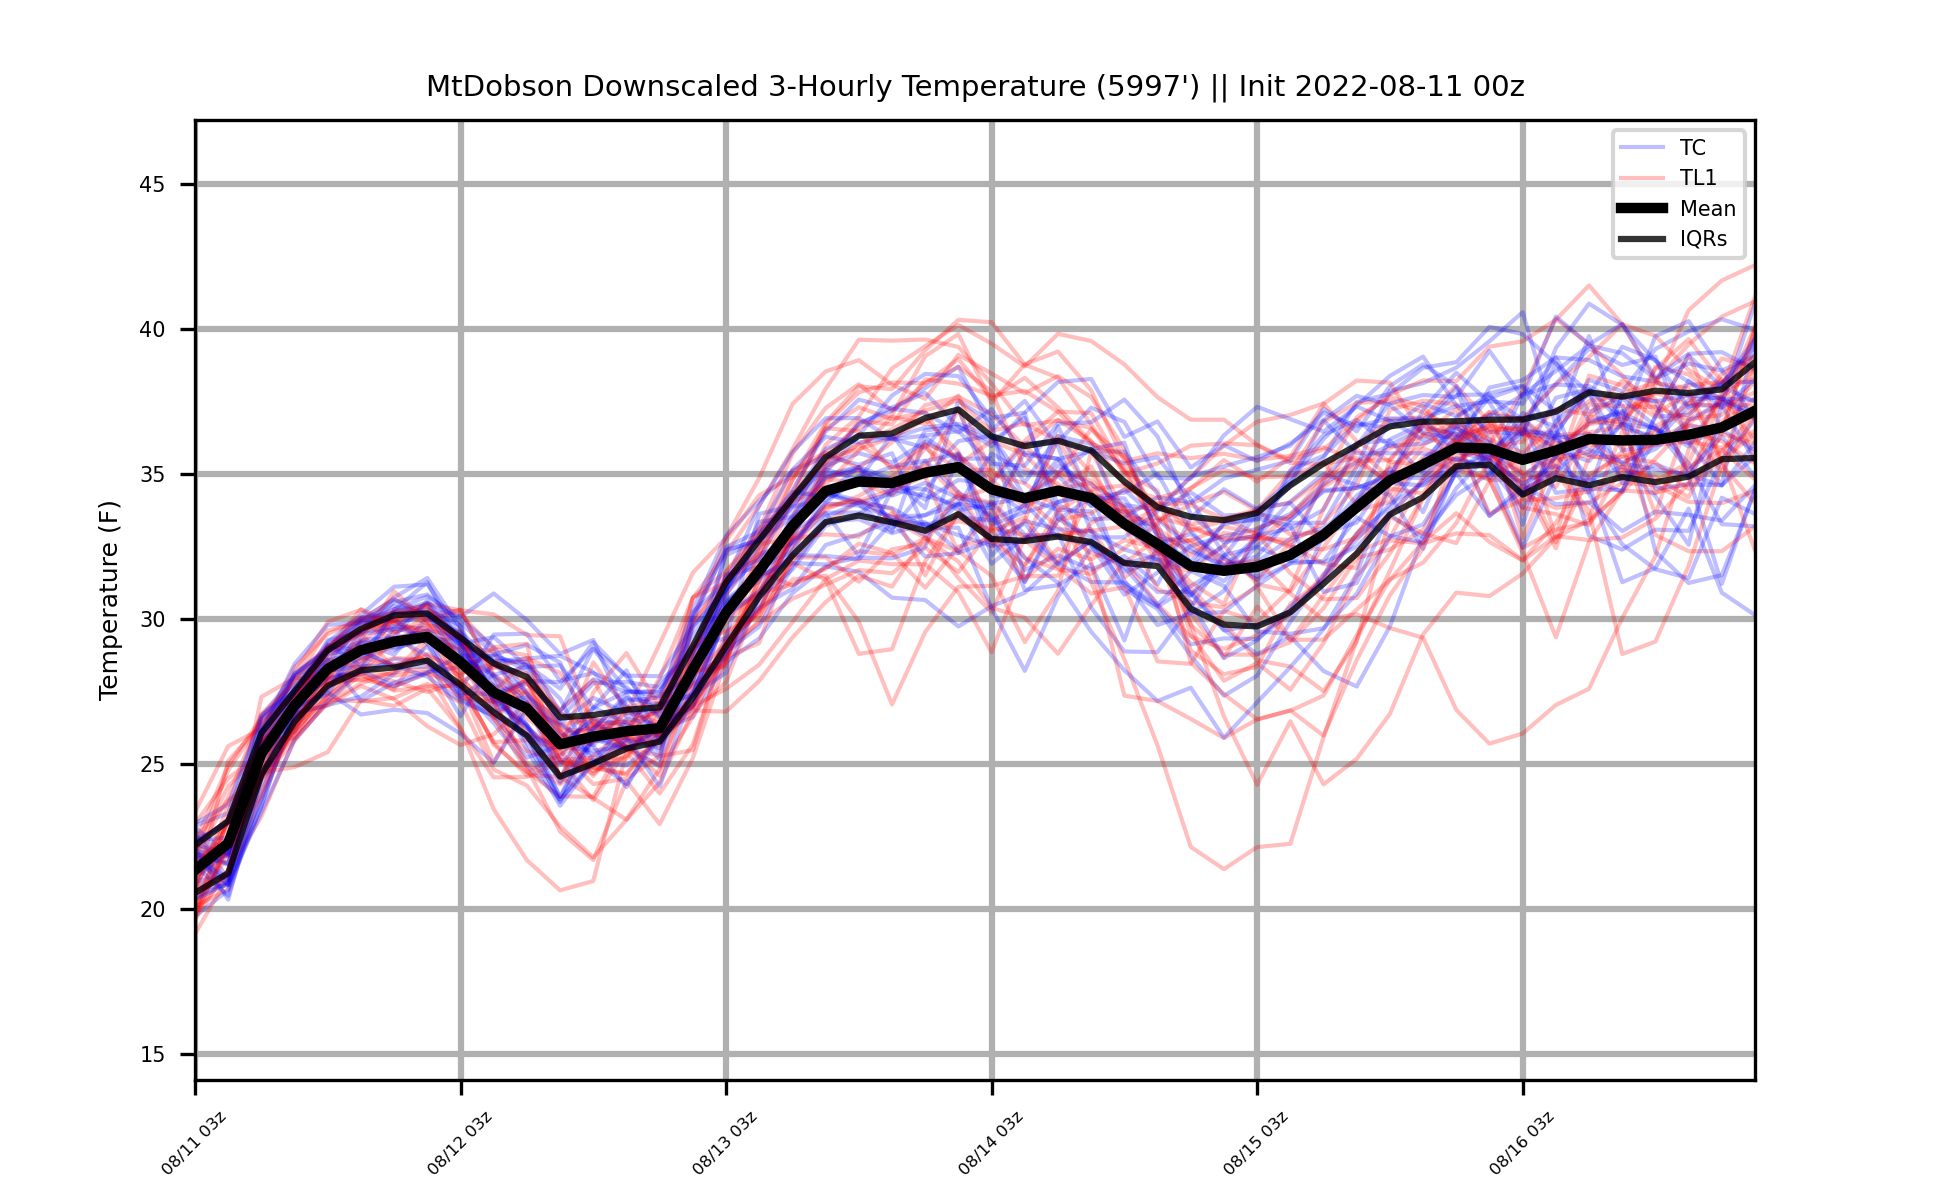 MtDobson Downscaled 3-Hourly Temperature (5997') || Init 2022-08-11 00z
TC
TL1
Mean
IQRs
Temperature (F)
45
40
35
30
25
20
15
08/11 03z
08/12 03z
08/13 03z
08/14 03z
08/15 03z
08/16 03z